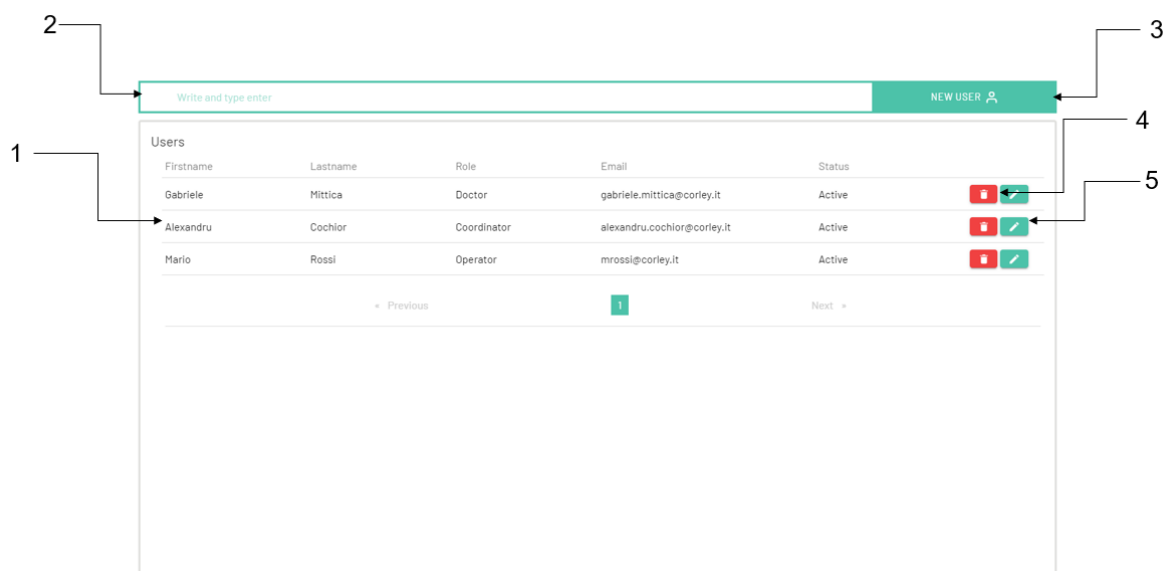 2
3
Write and type enter
NEW USER
4
Users
1
Firstname Lastname Role Email Status
5
Gabriele Mittica Doctor gabriele.mittica@corley.it Active
Alexandru Cochior Coordinator alexandru.cochior@corley.it Active
Mario Rossi Operator mrossi@corley.it Active
« Previous 1 Next »